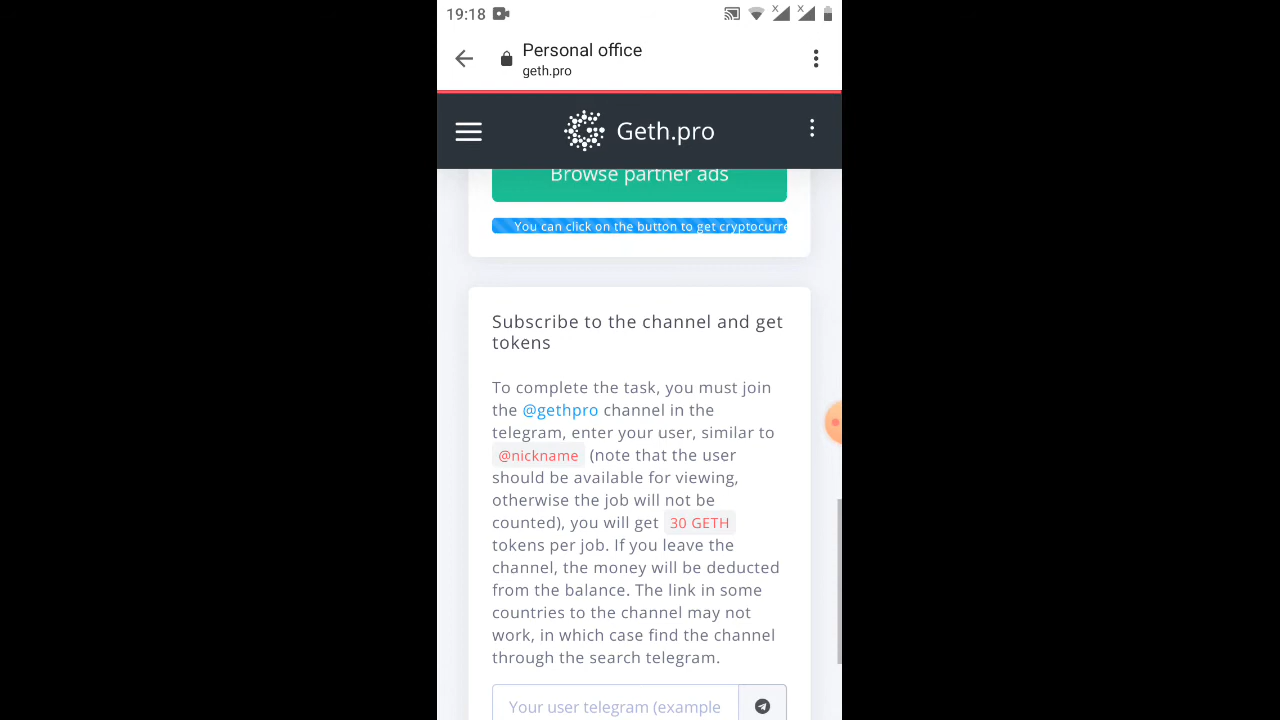 19:18
Personal office
geth.pro
Geth.pro
Browse partner ads
You can click on the button to get cryptocurre
Subscribe to the channel and get
tokens
To complete the task, you must join
the @gethpro channel in the
telegram, enter your user, similar to
@nickname (note that the user
should be available for viewing,
otherwise the job will not be
counted), you will get 30 GETH
tokens per job. If you leave the
channel, the money will be deducted
from the balance. The link in some
countries to the channel may not
work, in which case find the channel
through the search telegram.
Your user telegram (example